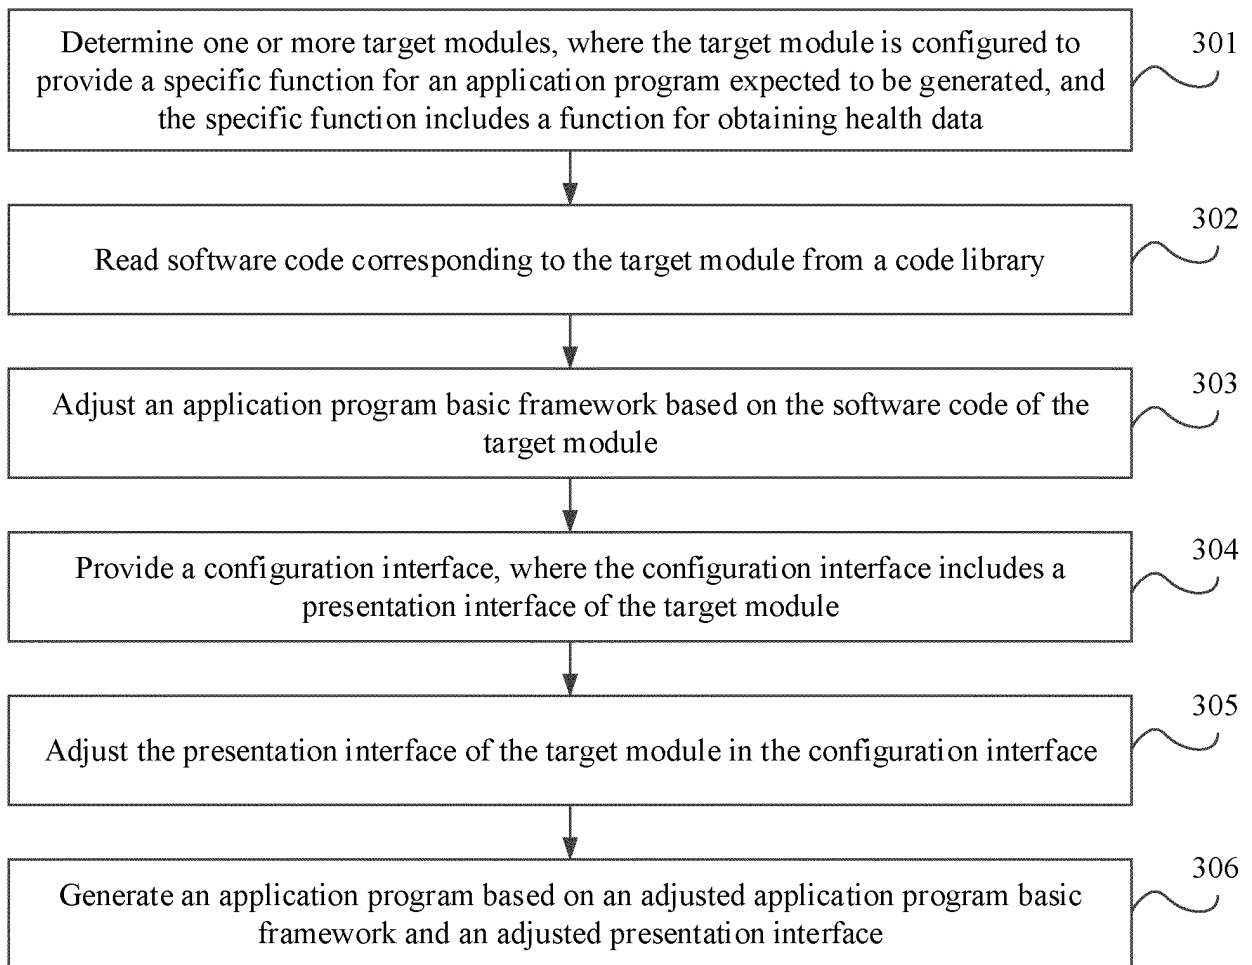 Determine one or more target modules, where the target module is configured to
provide a specific function for an application program expected to be generated, and
the specific function includes a function for obtaining health data
301
Read software code corresponding to the target module from a code library
302
Adjust an application program basic framework based on the software code of the
target module
303
Provide a configuration interface, where the configuration interface includes a
presentation interface of the target module
304
Adjust the presentation interface of the target module in the configuration interface
305
Generate an application program based on an adjusted application program basic
framework and an adjusted presentation interface
306